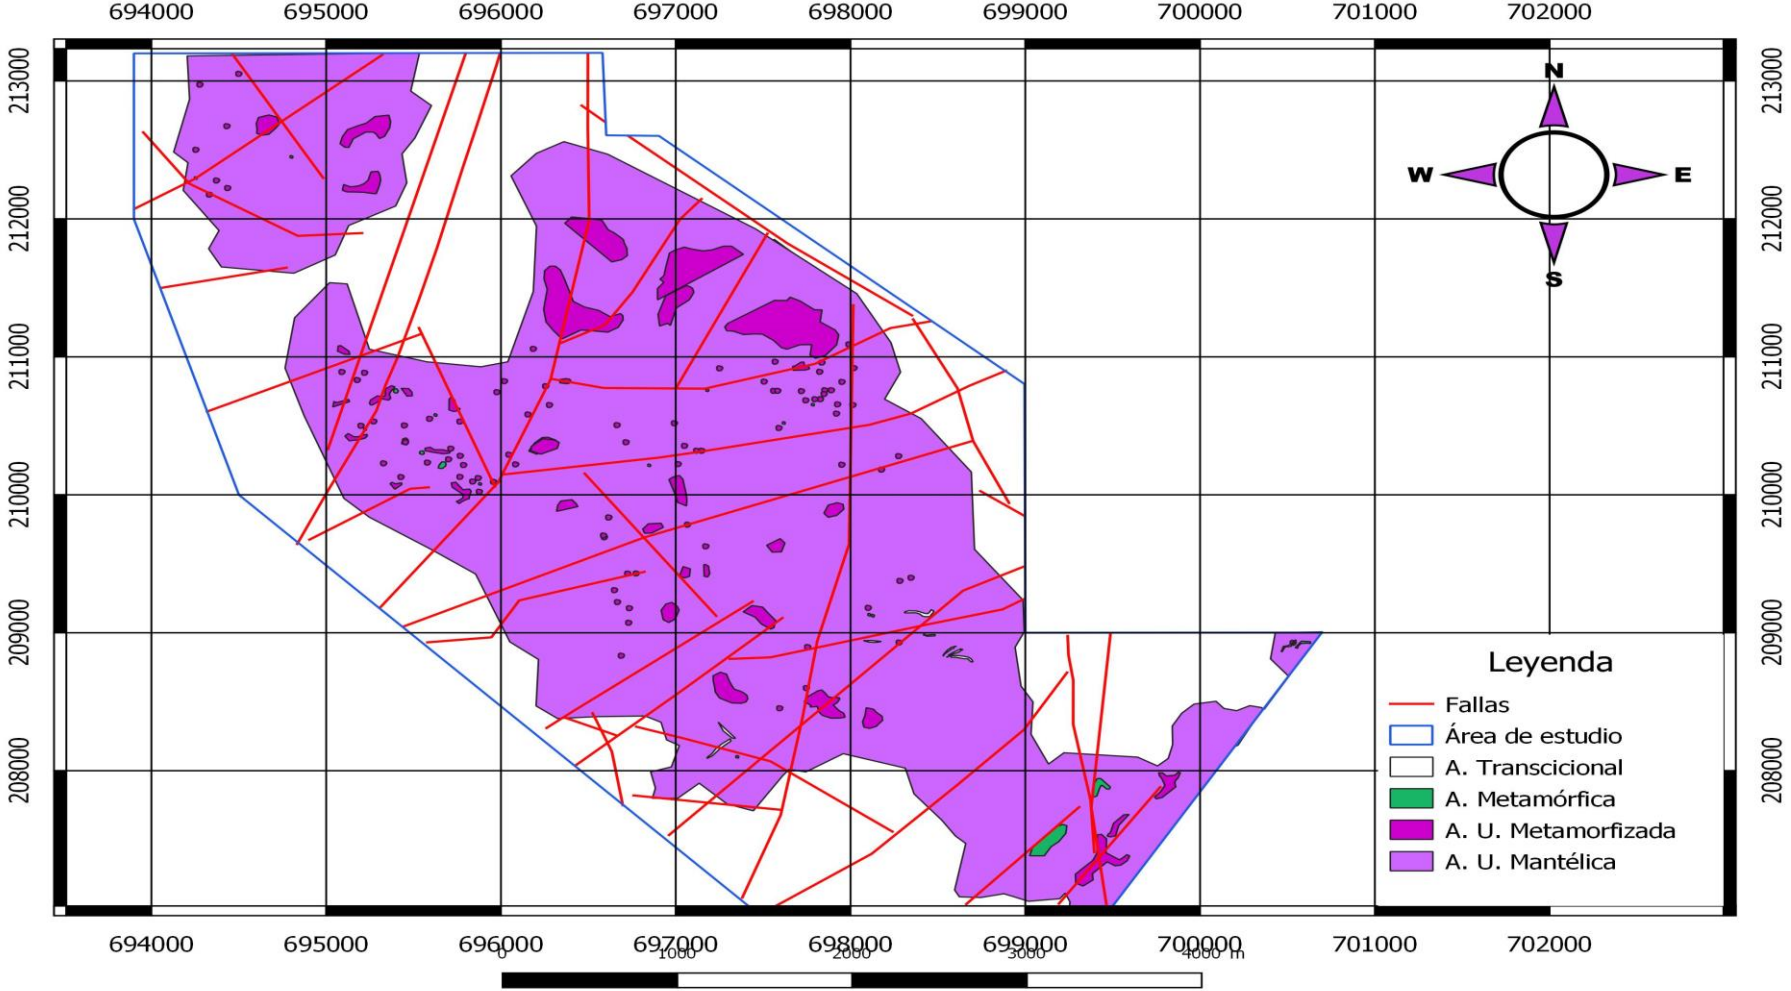 694000 695000 696000 697000 698000 699000 700000 701000 702000
213000 213000
212000 212000
211000 211000
210000 210000
209000 209000
208000 208000
N
W E
S
Leyenda
Fallas
Área de estudio
A. Transcicional
A. Metamórfica
A. U. Metamorfizada
A. U. Mantélica
694000 695000 696000 697000 698000 699000 700000 701000 702000
0 1000 2000 3000 4000 m